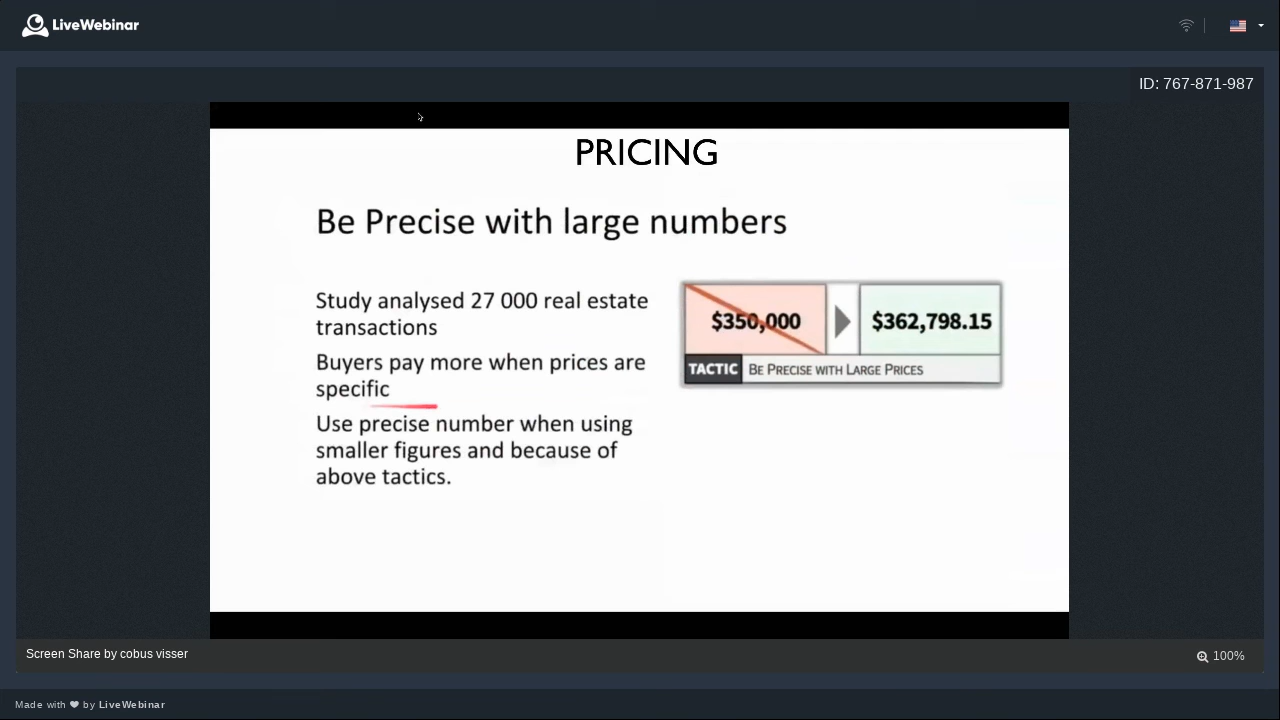 LiveWebinar
ID: 767-871-987
PRICING
Be Precise with large numbers
Study analysed 27 000 real estate
transactions
Buyers pay more when prices are
specific
Use precise number when using
smaller figures and because of
above tactics.
$350,000
$362,798.15
TACTIC BE PRECISE WITH LARGE PRICES
Screen Share by cobus visser
100%
Made with ❤ by LiveWebinar